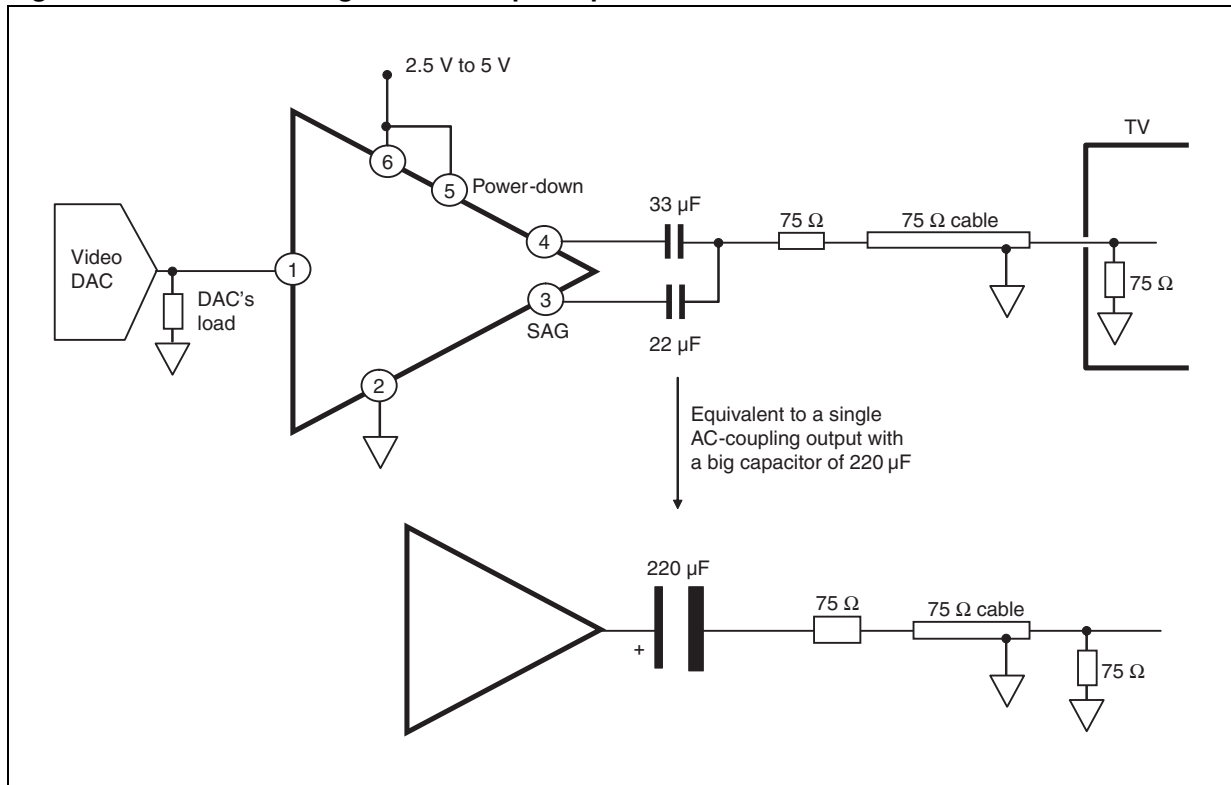 2.5 V to 5 V
TV
6
5
Power-down
33 µF
75 Ω
75 Ω cable
4
Video
DAC
1
DAC's
load
75 Ω
3
SAG
22 µF
2
Equivalent to a single
AC-coupling output with
a big capacitor of 220 µF
220 µF
75 Ω
75 Ω cable
+
75 Ω